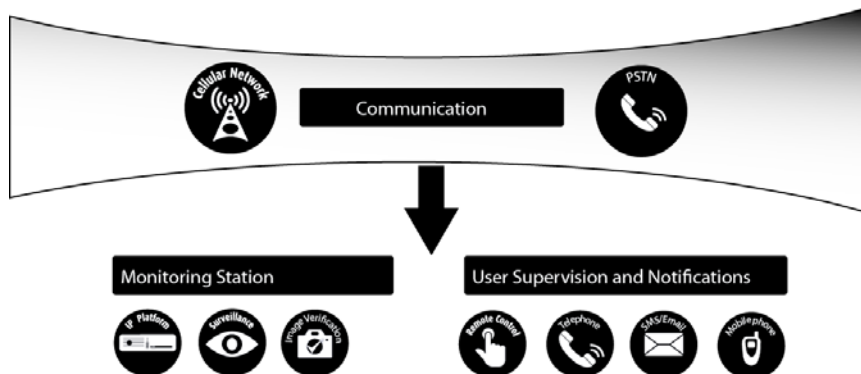 Cellular Network
Communication
PSTN
Monitoring Station
User Supervision and Notifications
IP Platform
Surveillance
Image Verification
Remote Control
Telephone
SMS/Email
Mobilephone